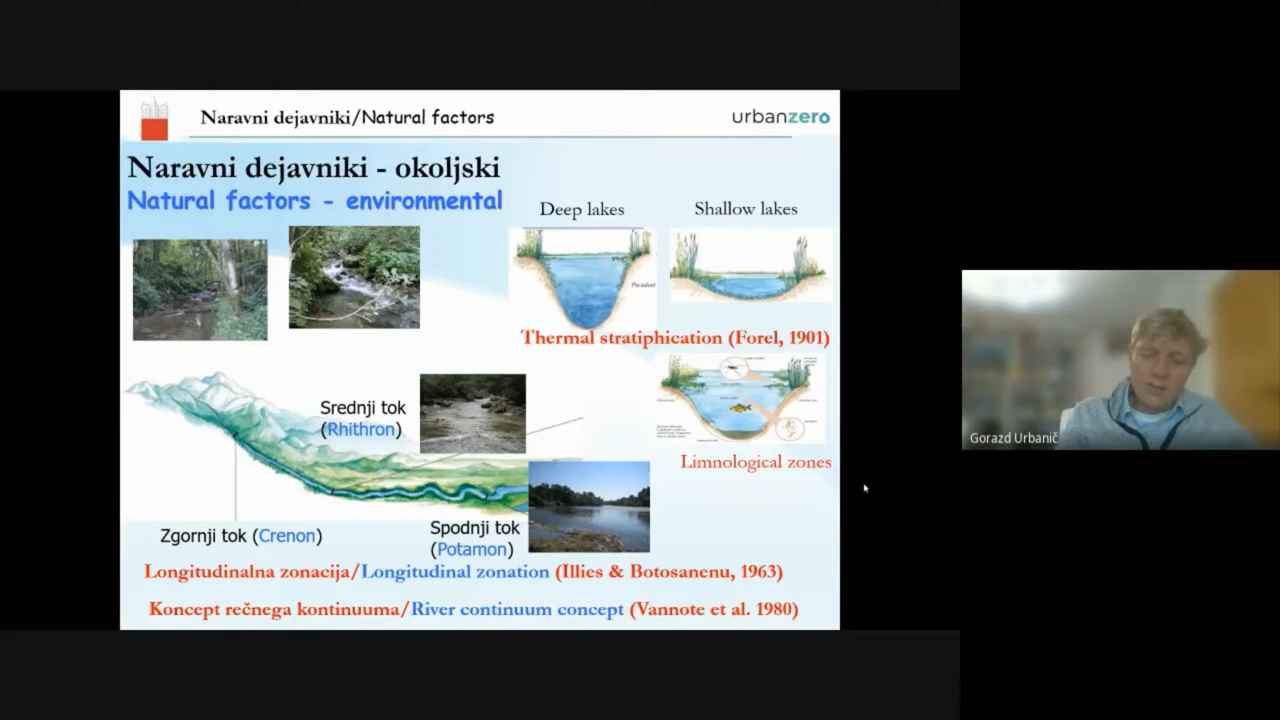 Naravni dejavniki/Natural factors
urbanzero
Naravni dejavniki - okoljski
Natural factors - environmental
Deep lakes
Shallow lakes
Thermal stratiphication (Forel, 1901)
Limnological zones
Srednji tok
(Rhithron)
Zgornji tok (Crenon)
Spodnji tok
(Potamon)
Longitudinalna zonacija/Longitudinal zonation (Illies & Botosanenu, 1963)
Koncept rečnega kontinuuma/River continuum concept (Vannote et al. 1980)
Gorazd Urbanič